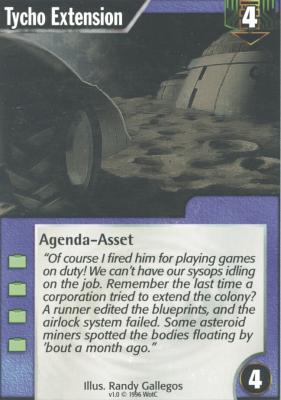 Tycho Extension
4
Agenda-Asset
"Of course I fired him for playing games
on duty! We can't have our sysops idling
on the job. Remember the last time a
corporation tried to extend the colony?
A runner edited the blueprints, and the
airlock system failed. Some asteroid
miners spotted the bodies floating by
'bout a month ago."
4
Illus. Randy Gallegos
v1.0 © 1996 WotC